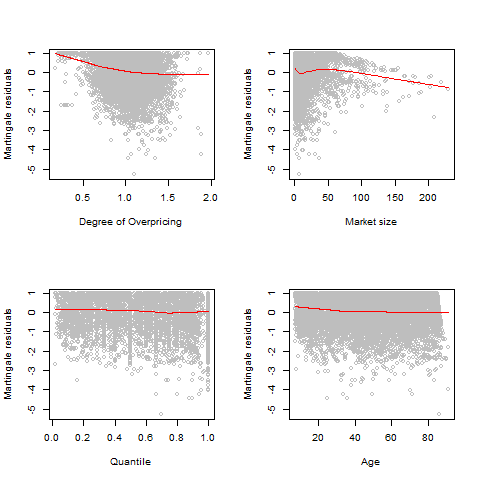 Martingale residuals
1
0
-1
-2
-3
-4
-5
0.5 1.0 1.5 2.0
Degree of Overpricing
Martingale residuals
1
0
-1
-2
-3
-4
-5
0 50 100 150 200
Market size
Martingale residuals
1
0
-1
-2
-3
-4
-5
0.0 0.2 0.4 0.6 0.8 1.0
Quantile
Martingale residuals
1
0
-1
-2
-3
-4
-5
20 40 60 80
Age